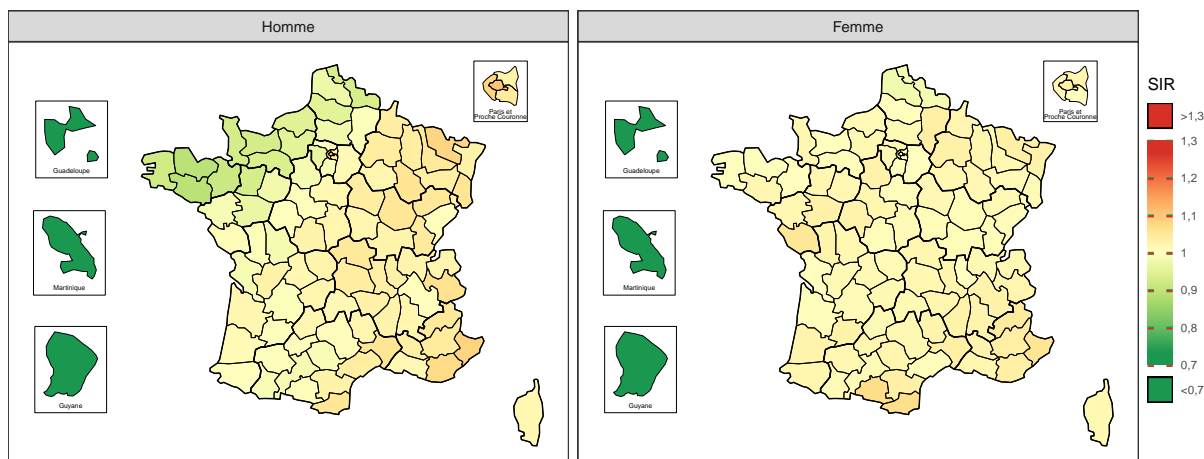 Homme
Femme
Paris et
Proche Couronne
Guadeloupe
Martinique
Guyane
Paris et
Proche Couronne
Guadeloupe
Martinique
Guyane
SIR
>1,3
1,3
1,2
1,1
1
0,9
0,8
0,7
<0,7